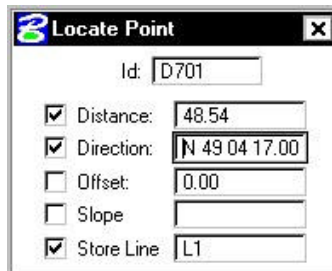 Locate Point
Id: D701
Distance: 48.54
Direction: N 49 04 17.00
Offset: 0.00
Slope
Store Line L1